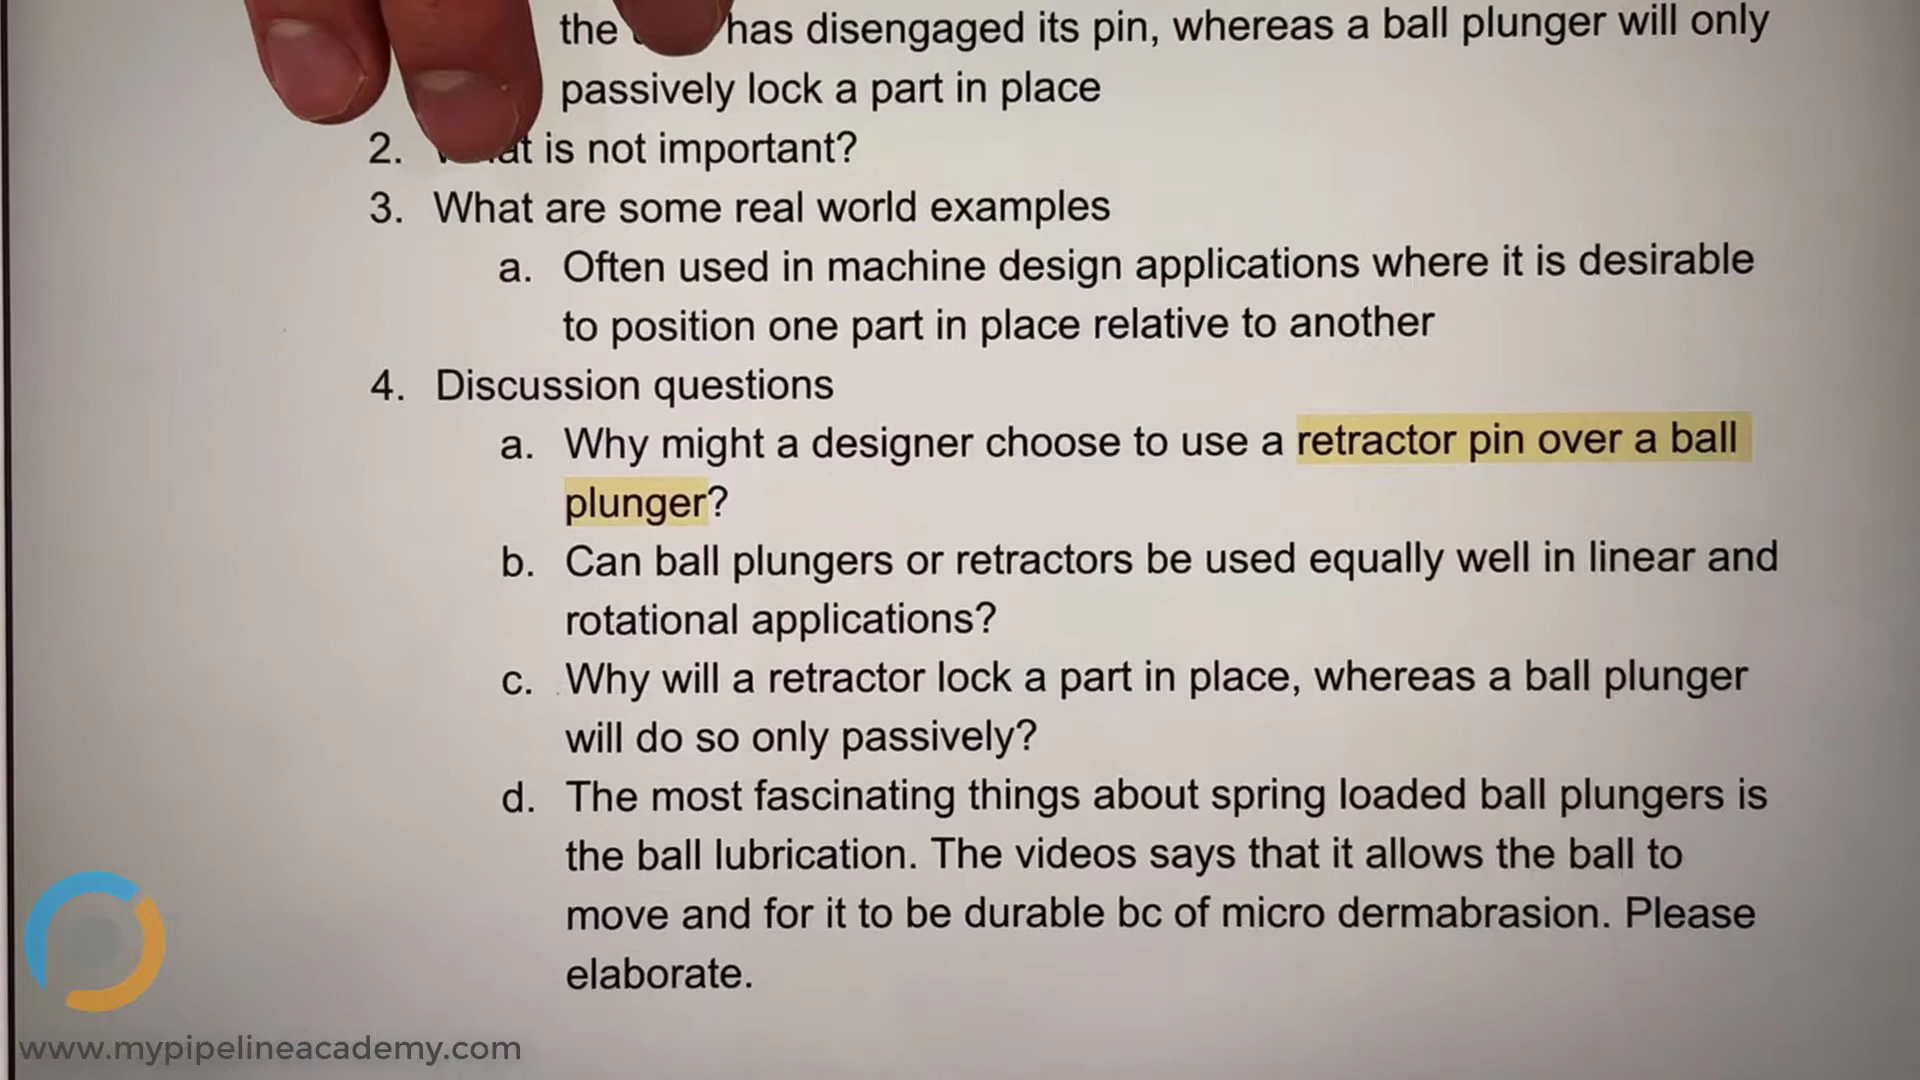 the has disengaged its pin, whereas a ball plunger will only
passively lock a part in place
2. is not important?
3. What are some real world examples
a. Often used in machine design applications where it is desirable
to position one part in place relative to another
4. Discussion questions
a. Why might a designer choose to use a retractor pin over a ball
plunger?
b. Can ball plungers or retractors be used equally well in linear and
rotational applications?
c. Why will a retractor lock a part in place, whereas a ball plunger
will do so only passively?
d. The most fascinating things about spring loaded ball plungers is
the ball lubrication. The videos says that it allows the ball to
move and for it to be durable bc of micro dermabrasion. Please
elaborate.
www.mypipelineacademy.com